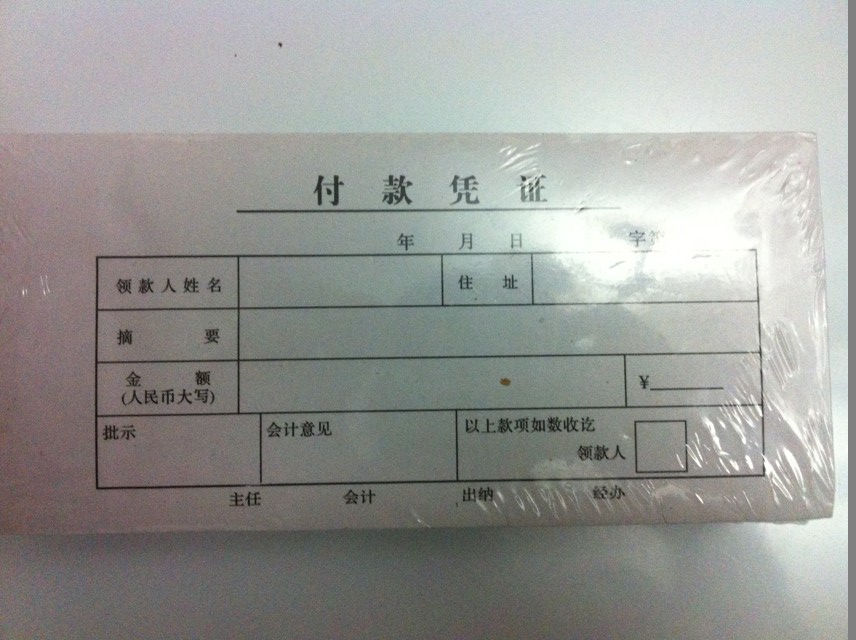 付款凭证
年 月 日 字第
领款人姓名 住址
摘要
金额
(人民币大写) ¥
批示 会计意见 以上款项如数收讫
领款人
主任 会计 出纳 经办